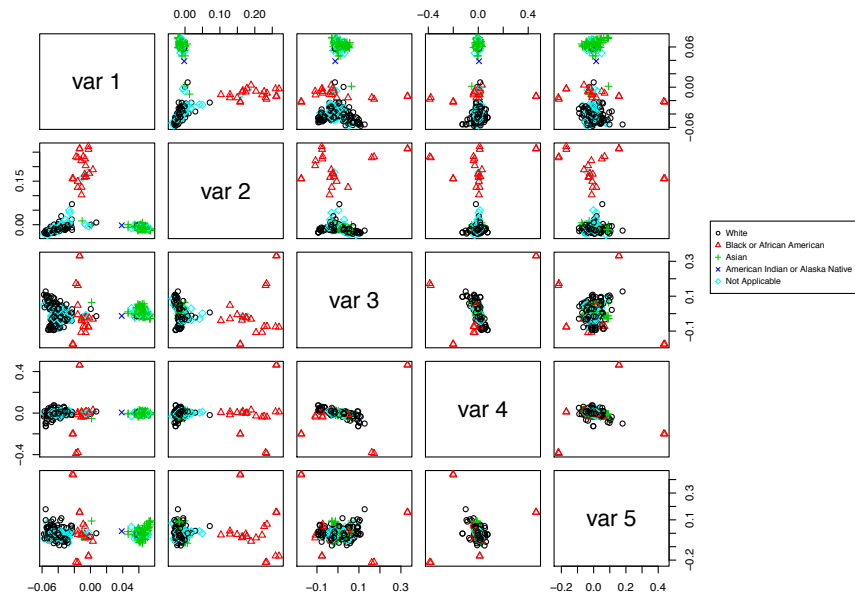 0.00 0.10 0.20
-0.4 0.0 0.4
var 1
-0.06 0.00 0.06
0.00 0.15
var 2
White
Black or African American
Asian
American Indian or Alaska Native
Not Applicable
var 3
-0.1 0.1 0.3
-0.4 0.0 0.4
var 4
var 5
-0.2 0.1 0.3
-0.06 0.00 0.04
-0.1 0.1 0.3
-0.2 0.0 0.2 0.4